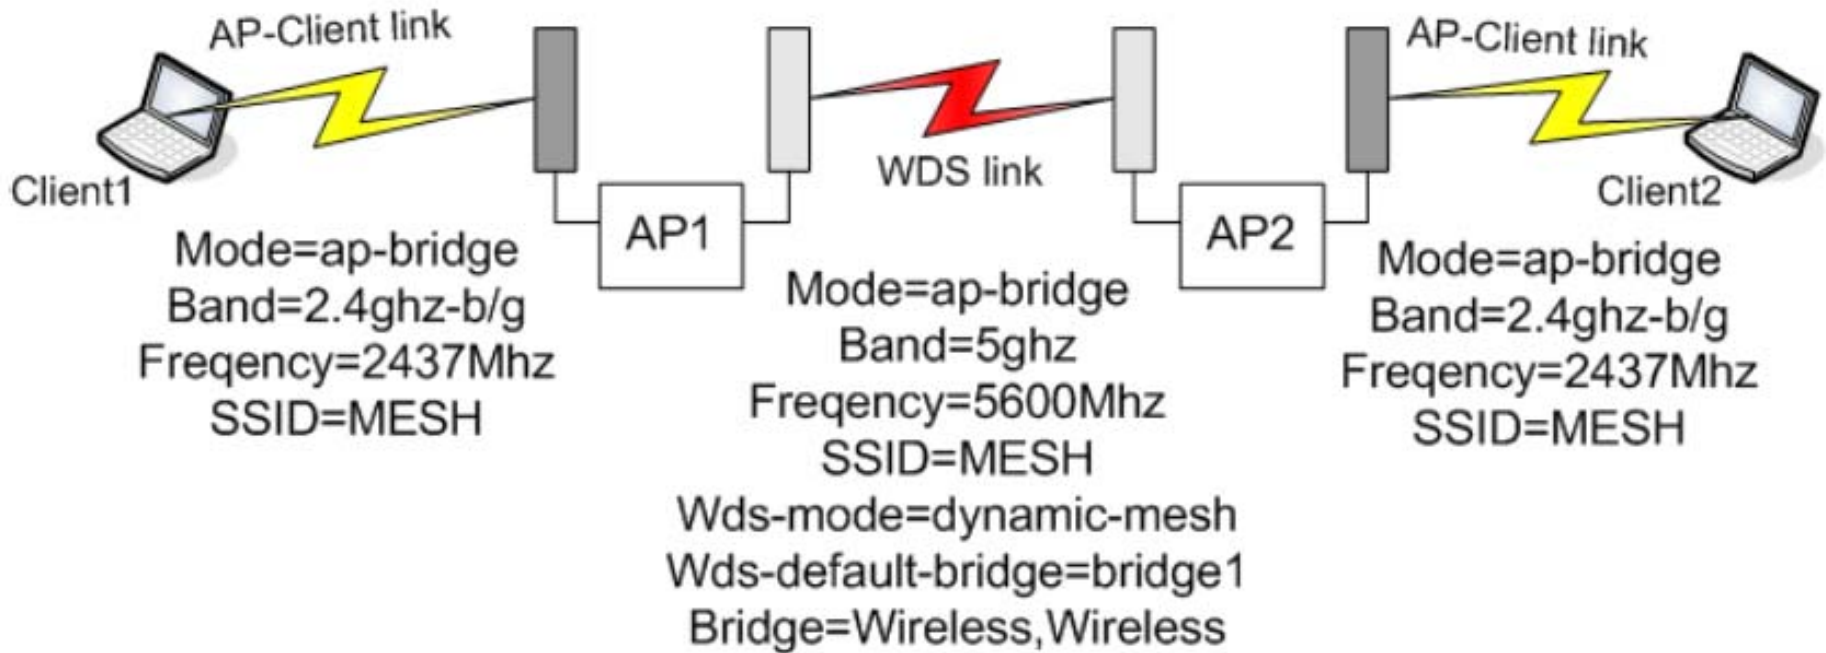 AP-Client link
Client1
AP1
Mode=ap-bridge
Band=2.4ghz-b/g
Freqency=2437Mhz
SSID=MESH
WDS link
Mode=ap-bridge
Band=5ghz
Freqency=5600Mhz
SSID=MESH
Wds-mode=dynamic-mesh
Wds-default-bridge=bridge1
Bridge=Wireless,Wireless
AP-Client link
Client2
AP2
Mode=ap-bridge
Band=2.4ghz-b/g
Freqency=2437Mhz
SSID=MESH